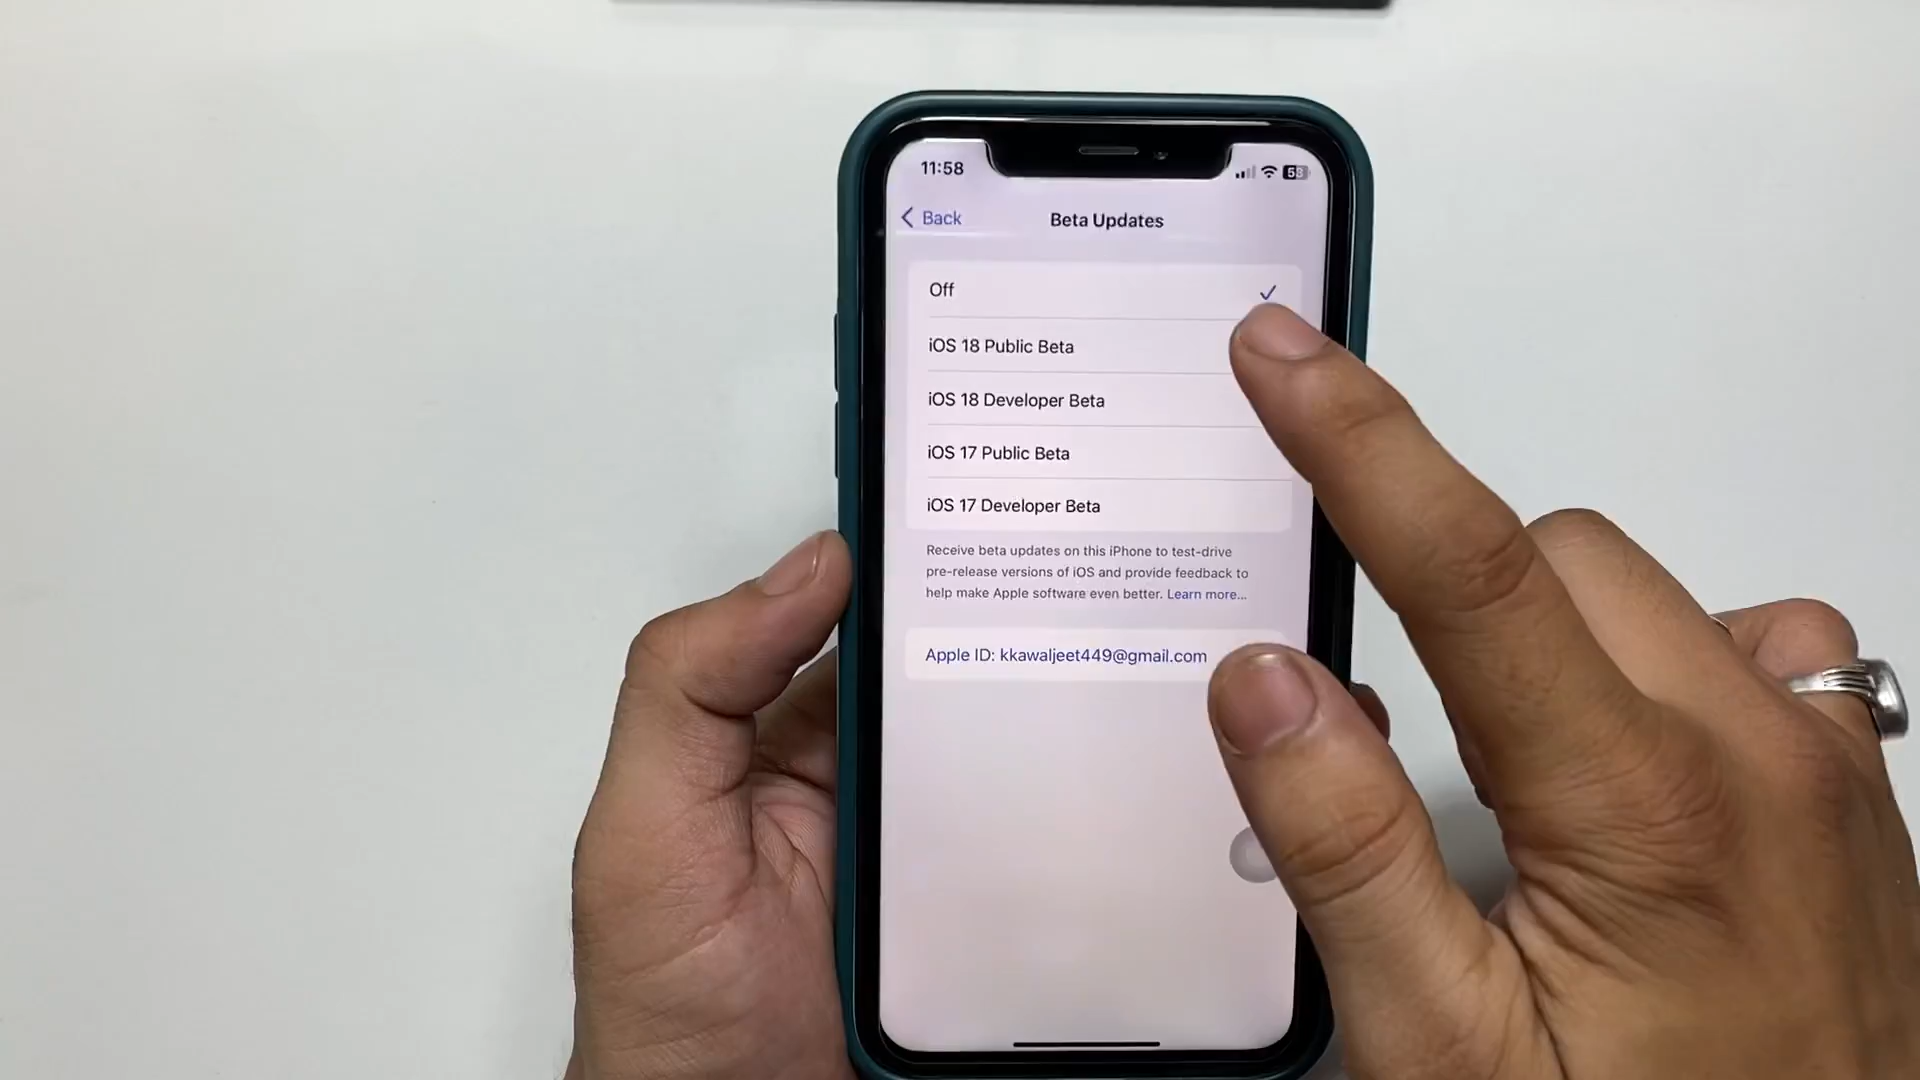 11:58
58
Back
Beta Updates
Off
iOS 18 Public Beta
iOS 18 Developer Beta
iOS 17 Public Beta
iOS 17 Developer Beta
Receive beta updates on this iPhone to test-drive
pre-release versions of iOS and provide feedback to
help make Apple software even better. Learn more...
Apple ID: kkawaljeet449@gmail.com